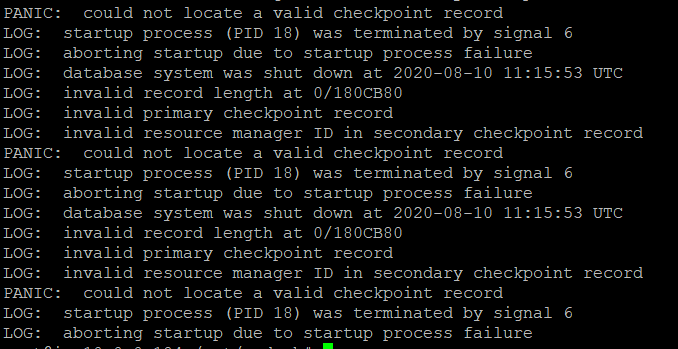 PANIC:  could not locate a valid checkpoint record
LOG:  startup process (PID 18) was terminated by signal 6
LOG:  aborting startup due to startup process failure
LOG:  database system was shut down at 2020-08-10 11:15:53 UTC
LOG:  invalid record length at 0/180CB80
LOG:  invalid primary checkpoint record
LOG:  invalid resource manager ID in secondary checkpoint record
PANIC:  could not locate a valid checkpoint record
LOG:  startup process (PID 18) was terminated by signal 6
LOG:  aborting startup due to startup process failure
LOG:  database system was shut down at 2020-08-10 11:15:53 UTC
LOG:  invalid record length at 0/180CB80
LOG:  invalid primary checkpoint record
LOG:  invalid resource manager ID in secondary checkpoint record
PANIC:  could not locate a valid checkpoint record
LOG:  startup process (PID 18) was terminated by signal 6
LOG:  aborting startup due to startup process failure